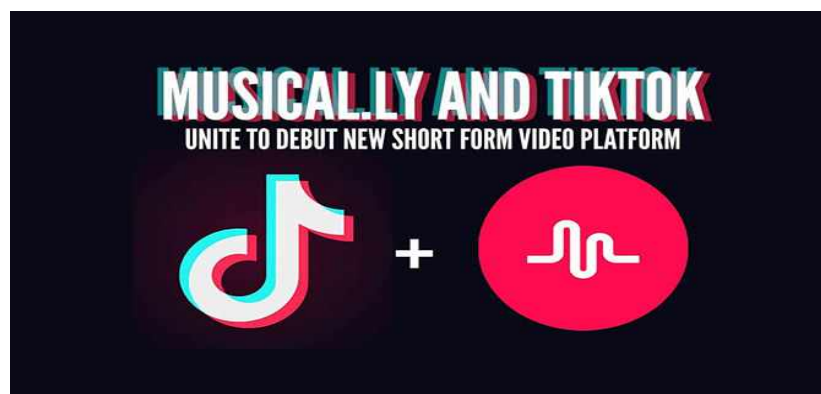 MUSICAL.LY AND TIKTOK
UNITE TO DEBUT NEW SHORT FORM VIDEO PLATFORM
+